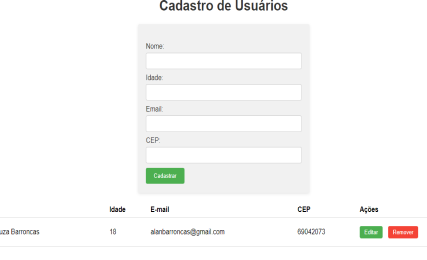 Cadastro de Usuários
Nome:
Idade:
Email:
CEP:
Cadastrar
Idade E-mail CEP Ações
Barroncas 18 alanbarroncas@gmail.com 69042073 Editar Remover